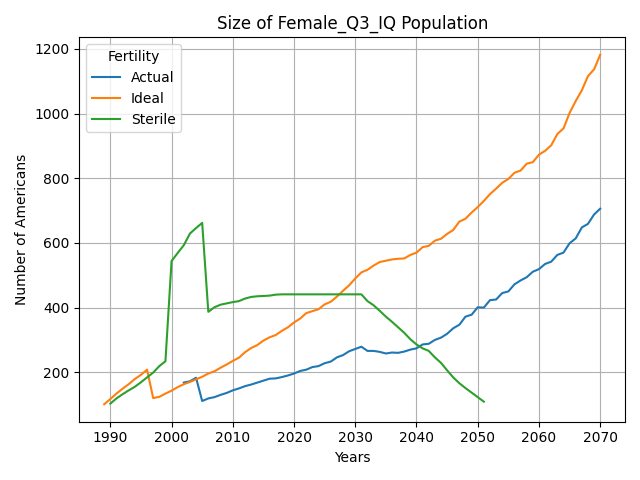 Size of Female_Q3_IQ Population
Fertility
Actual
Ideal
Sterile
Number of Americans
1200
1000
800
600
400
200
1990 2000 2010 2020 2030 2040 2050 2060 2070
Years